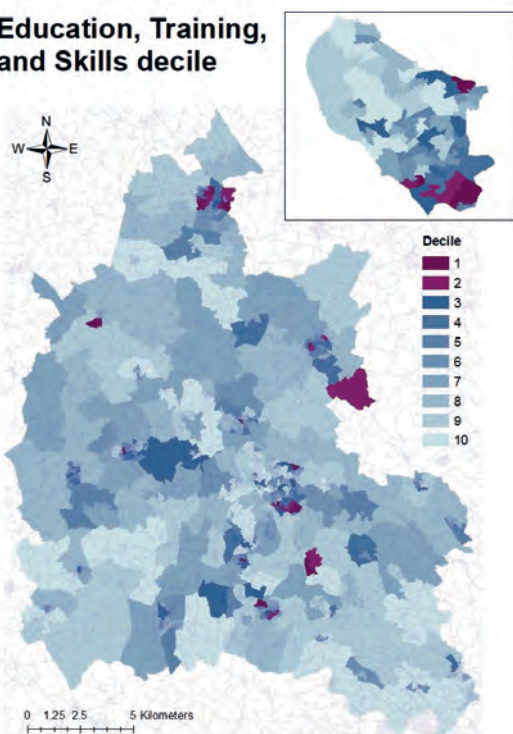 Education, Training,
and Skills decile
N
W E
S
Decile
1
2
3
4
5
6
7
8
9
10
0 1.25 2.5 5 Kilometers